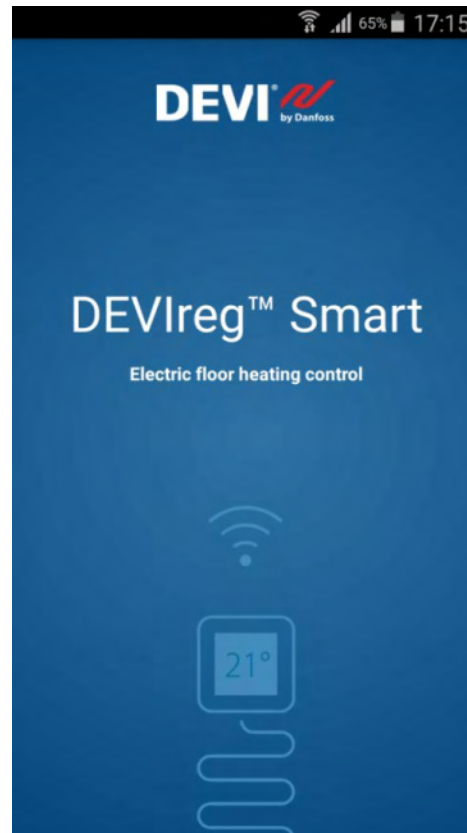 65% 17:15
DEVI®
by Danfoss
DEVIreg™ Smart
Electric floor heating control
21°